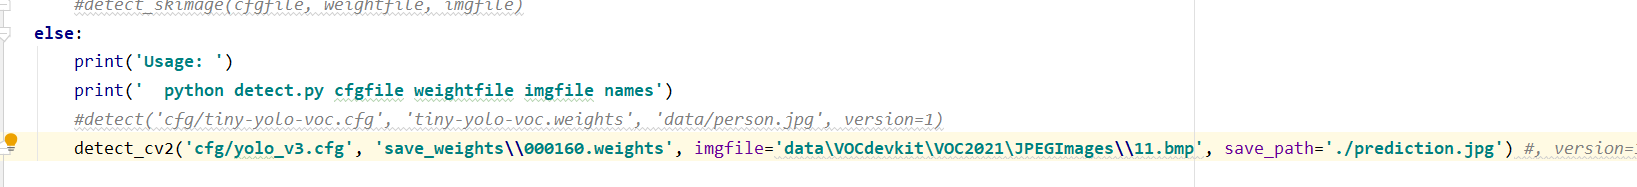 #detect_skimage(cfgfile, weightfile, imgfile)
else:
print('Usage: ')
print('  python detect.py cfgfile weightfile imgfile names')
#detect('cfg/tiny-yolo-voc.cfg', 'tiny-yolo-voc.weights', 'data/person.jpg', version=1)
detect_cv2('cfg/yolo_v3.cfg', 'save_weights\\000160.weights', imgfile='data\VOCdevkit\VOC2021\JPEGImages\\11.bmp', save_path='./prediction.jpg') #, version=